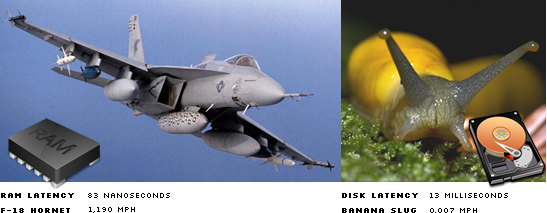 RAM
RAM LATENCY 83 NANOSECONDS
F-18 HORNET 1,190 MPH
DISK LATENCY 13 MILLISECONDS
BANANA SLUG 0.007 MPH